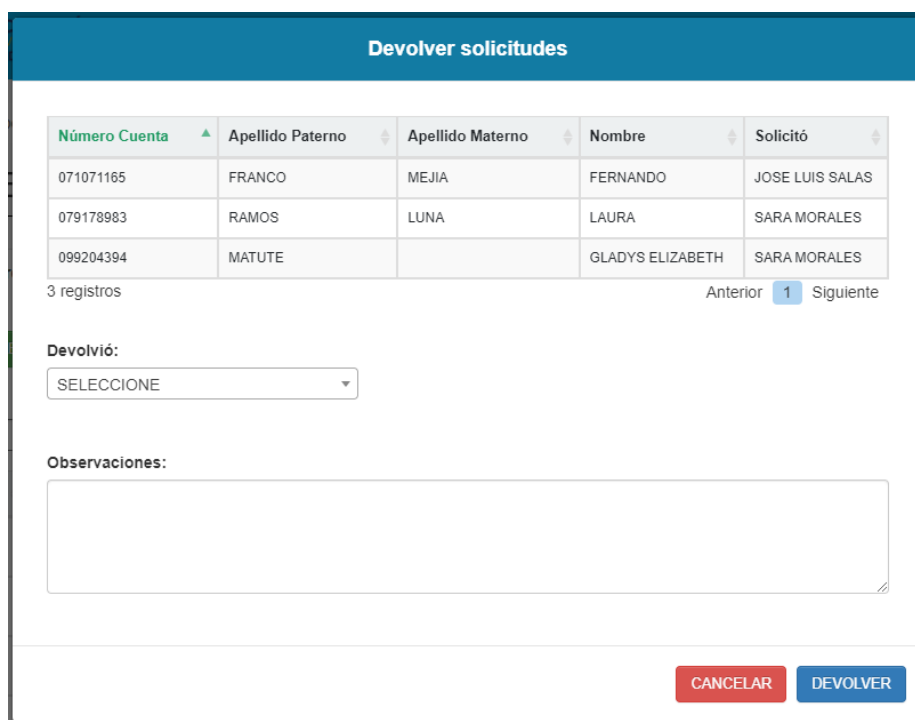 Devolver solicitudes
Número Cuenta Apellido Paterno Apellido Materno Nombre Solicitó
071071165 FRANCO MEJIA FERNANDO JOSE LUIS SALAS
079178983 RAMOS LUNA LAURA SARA MORALES
099204394 MATUTE GLADYS ELIZABETH SARA MORALES
3 registros Anterior 1 Siguiente
Devolvió:
SELECCIONE
Observaciones:
CANCELAR DEVOLVER